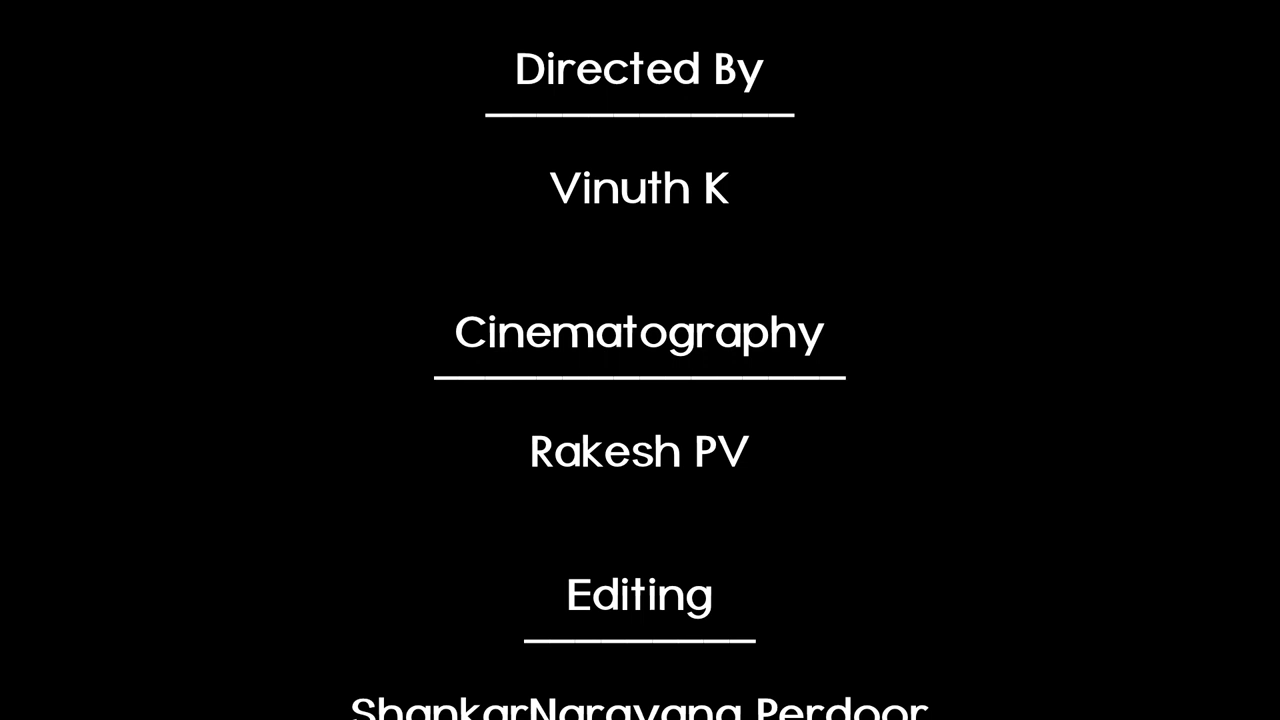 Directed By
Vinuth K
Cinematography
Rakesh PV
Editing
ShankarNarayana Perdoor